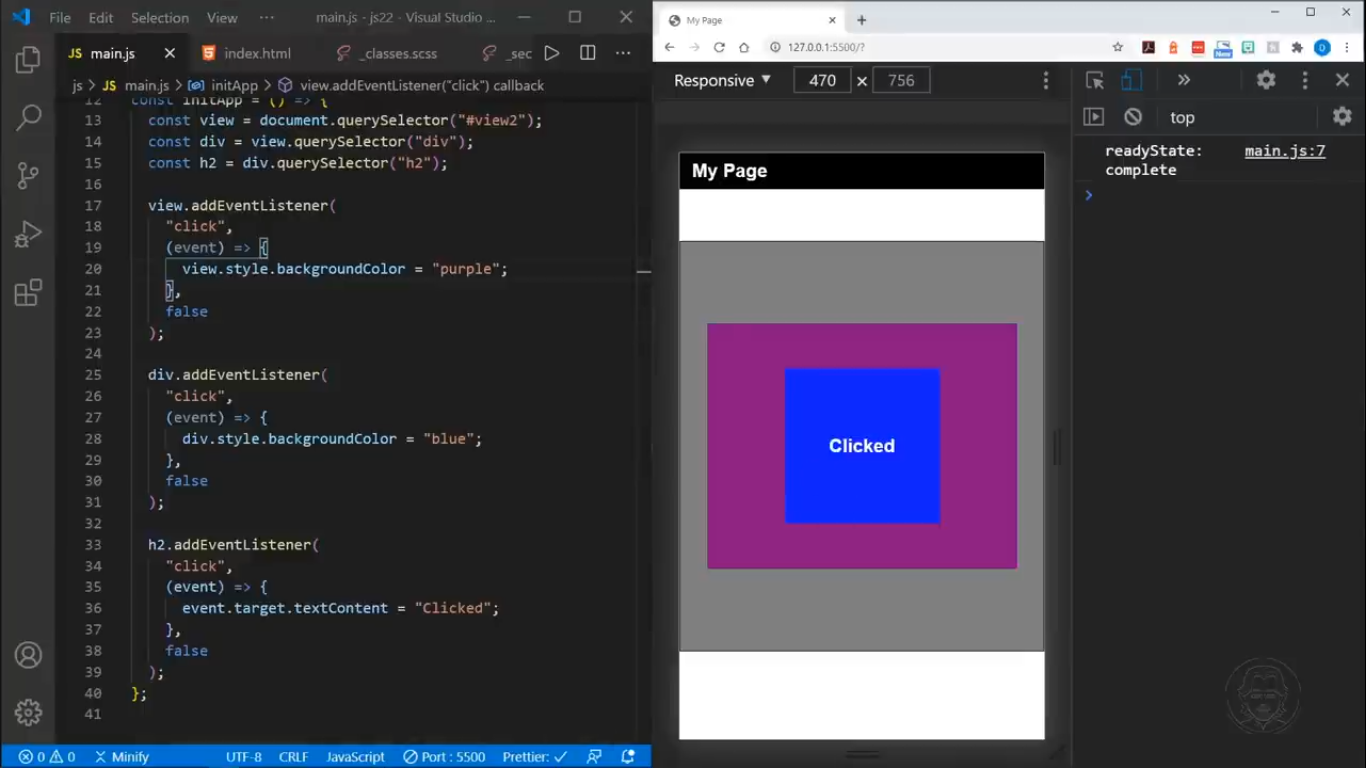 File Edit Selection View ··· main.js - js22 - Visual Studio ...
JS main.js index.html _classes.scss _sec ···
js > JS main.js > initApp > view.addEventListener("click") callback
12 const initApp = () => {
13 const view = document.querySelector("#view2");
14 const div = view.querySelector("div");
15 const h2 = div.querySelector("h2");
16
17 view.addEventListener(
18 "click",
19 (event) => {
20 view.style.backgroundColor = "purple";
21 },
22 false
23 );
24
25 div.addEventListener(
26 "click",
27 (event) => {
28 div.style.backgroundColor = "blue";
29 },
30 false
31 );
32
33 h2.addEventListener(
34 "click",
35 (event) => {
36 event.target.textContent = "Clicked";
37 },
38 false
39 );
40 };
41
0 0 Minify UTF-8 CRLF JavaScript Port : 5500 Prettier: ✓
My Page
127.0.0.1:5500/?
New
Responsive 470 × 756
My Page
Clicked
top
readyState: main.js:7
complete